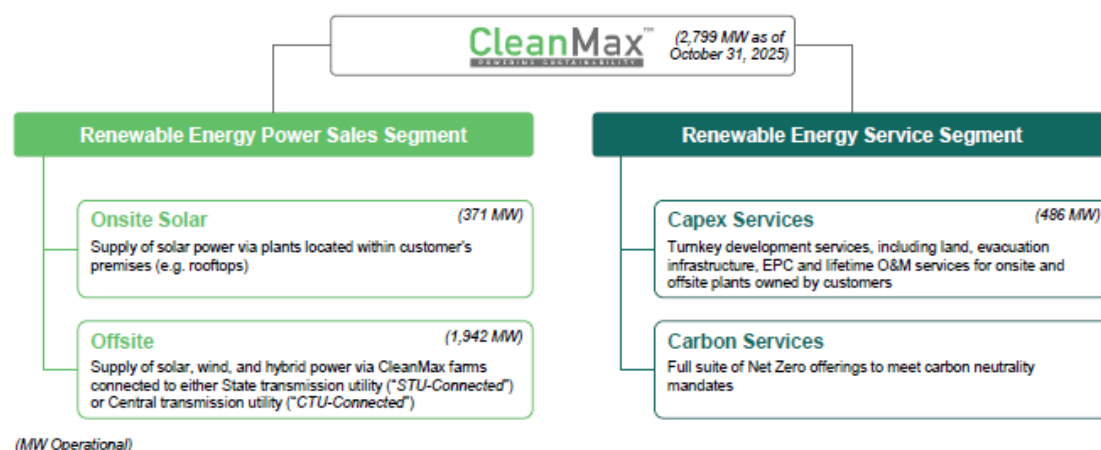 CleanMax™
POWERING SUSTAINABILITY
(2,799 MW as of
October 31, 2025)
Renewable Energy Power Sales Segment
Onsite Solar
(371 MW)
Supply of solar power via plants located within customer's
premises (e.g. rooftops)
Offsite
(1,942 MW)
Supply of solar, wind, and hybrid power via CleanMax farms
connected to either State transmission utility ("STU-Connected")
or Central transmission utility ("CTU-Connected")
Renewable Energy Service Segment
Capex Services
(486 MW)
Turnkey development services, including land, evacuation
infrastructure, EPC and lifetime O&M services for onsite and
offsite plants owned by customers
Carbon Services
Full suite of Net Zero offerings to meet carbon neutrality
mandates
(MW Operational)